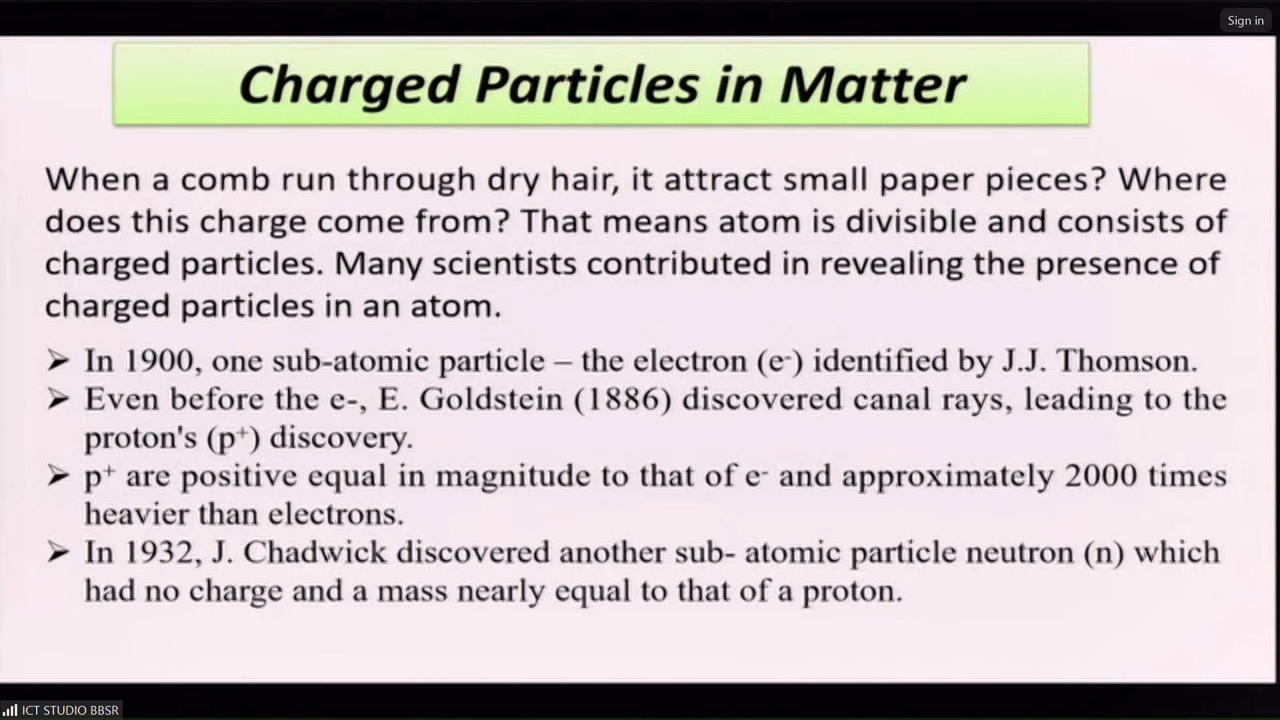 Sign in
Charged Particles in Matter
When a comb run through dry hair, it attract small paper pieces? Where
does this charge come from? That means atom is divisible and consists of
charged particles. Many scientists contributed in revealing the presence of
charged particles in an atom.
➢ In 1900, one sub-atomic particle – the electron (e⁻) identified by J.J. Thomson.
➢ Even before the e-, E. Goldstein (1886) discovered canal rays, leading to the
proton's (p⁺) discovery.
➢ p⁺ are positive equal in magnitude to that of e⁻ and approximately 2000 times
heavier than electrons.
➢ In 1932, J. Chadwick discovered another sub- atomic particle neutron (n) which
had no charge and a mass nearly equal to that of a proton.
ICT STUDIO BBSR